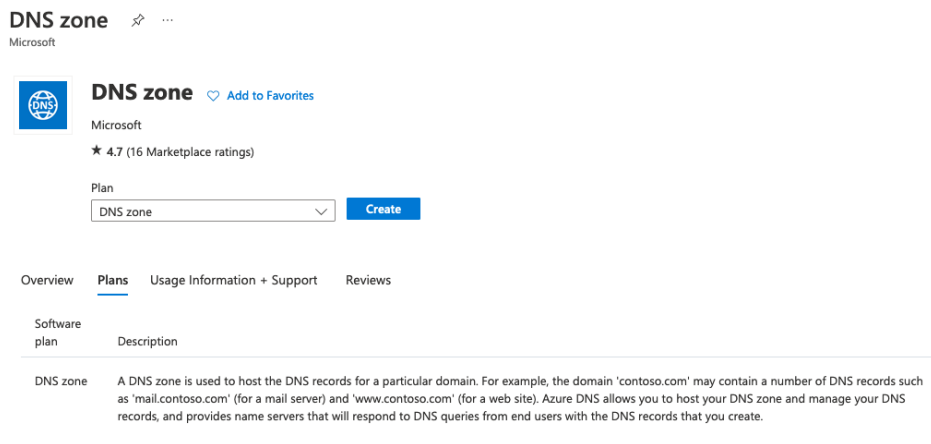 DNS zone
Microsoft
DNS
DNS zone
Add to Favorites
Microsoft
★ 4.7 (16 Marketplace ratings)
Plan
DNS zone
Create
Overview Plans Usage Information + Support Reviews
Software
plan Description
DNS zone A DNS zone is used to host the DNS records for a particular domain. For example, the domain 'contoso.com' may contain a number of DNS records such
as 'mail.contoso.com' (for a mail server) and 'www.contoso.com' (for a web site). Azure DNS allows you to host your DNS zone and manage your DNS
records, and provides name servers that will respond to DNS queries from end users with the DNS records that you create.